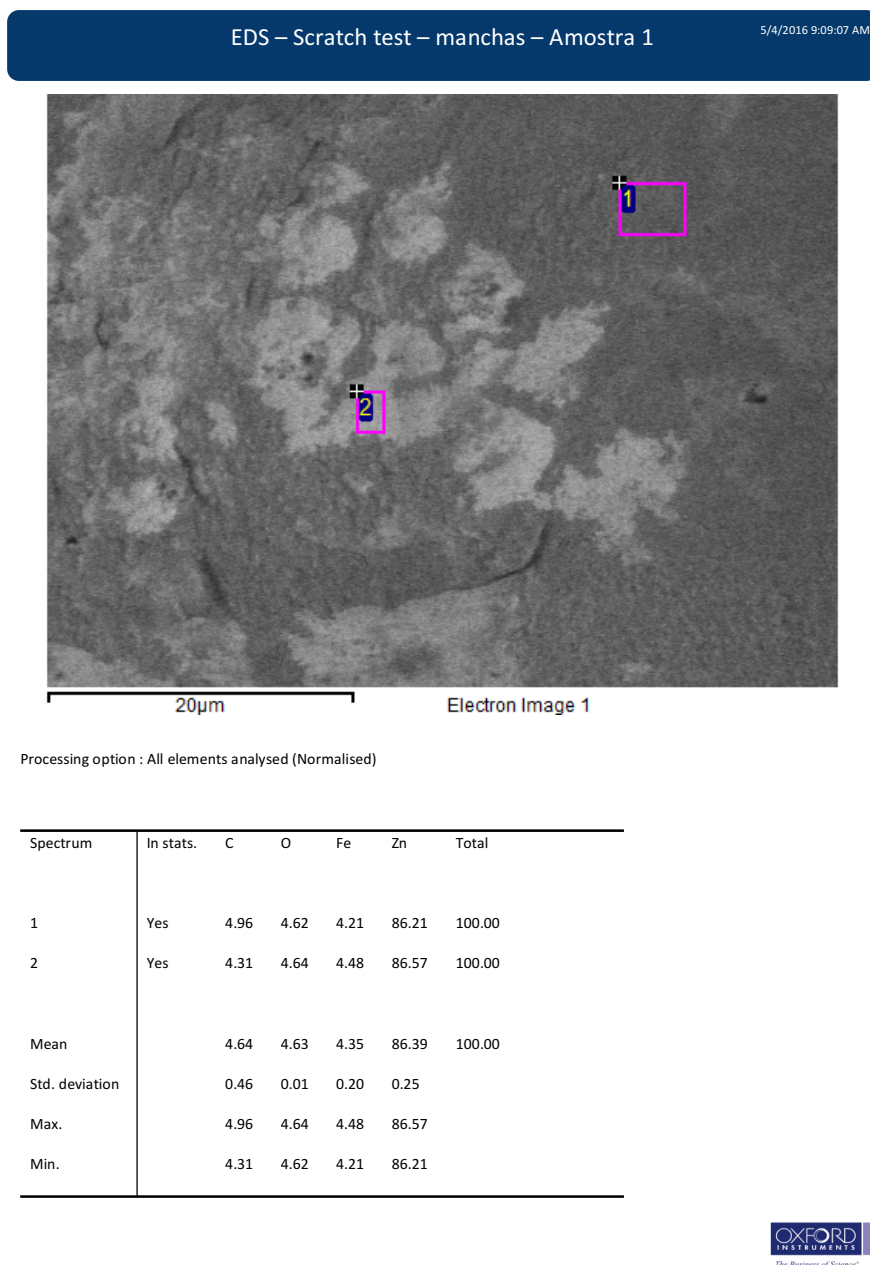 EDS – Scratch test – manchas – Amostra 1
5/4/2016 9:09:07 AM
1
2
20µm
Electron Image 1
Processing option : All elements analysed (Normalised)
Spectrum In stats. C O Fe Zn Total
1 Yes 4.96 4.62 4.21 86.21 100.00
2 Yes 4.31 4.64 4.48 86.57 100.00
Mean 4.64 4.63 4.35 86.39 100.00
Std. deviation 0.46 0.01 0.20 0.25
Max. 4.96 4.64 4.48 86.57
Min. 4.31 4.62 4.21 86.21
OXFORD
INSTRUMENTS
The Business of Science®